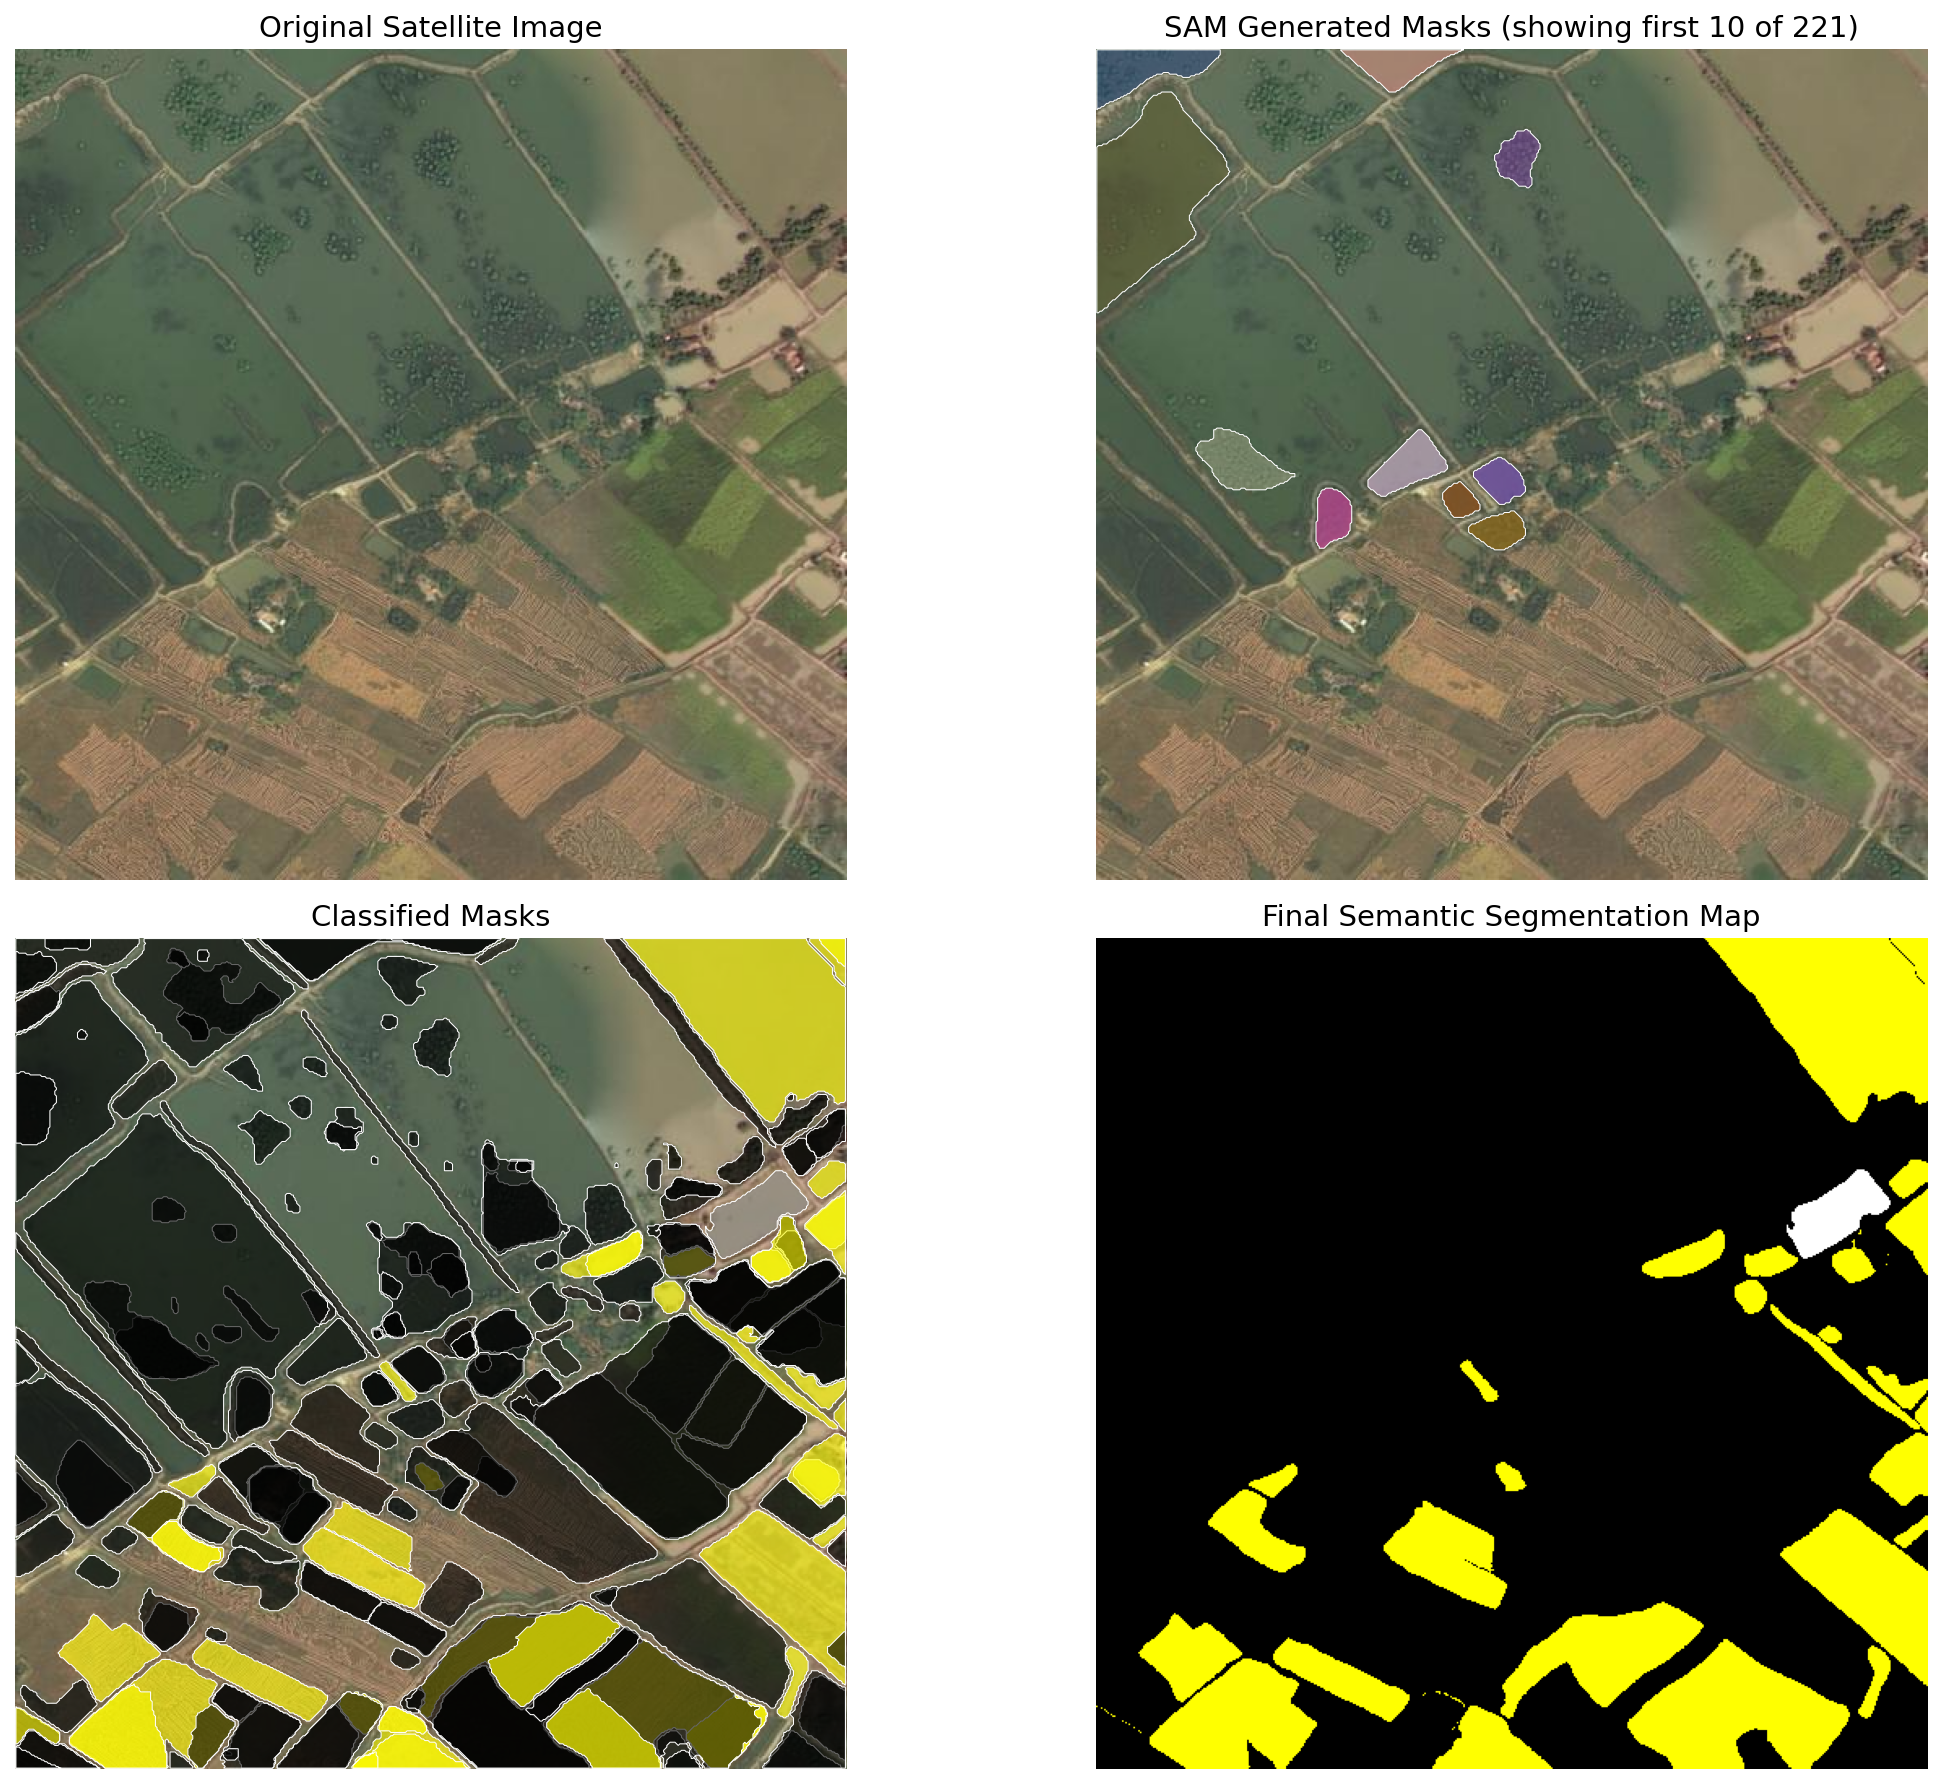 Original Satellite Image
SAM Generated Masks (showing first 10 of 221)
Classified Masks
Final Semantic Segmentation Map